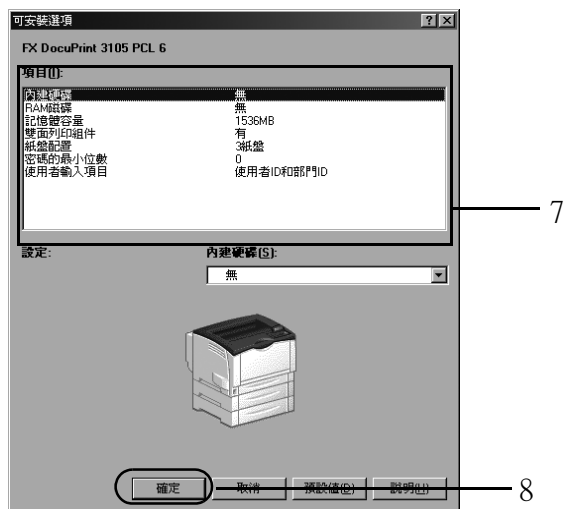 可安裝選項
FX DocuPrint 3105 PCL 6
項目(I):
內建硬碟 無
RAM磁碟 無
記憶體容量 1536MB
雙面列印組件 有
紙盤配置 3紙盤
密碼的最小位數 0
使用者輸入項目 使用者ID和部門ID
7
設定: 內建硬碟(S):
無
確定 取消 預設值(D) 說明(H)
8